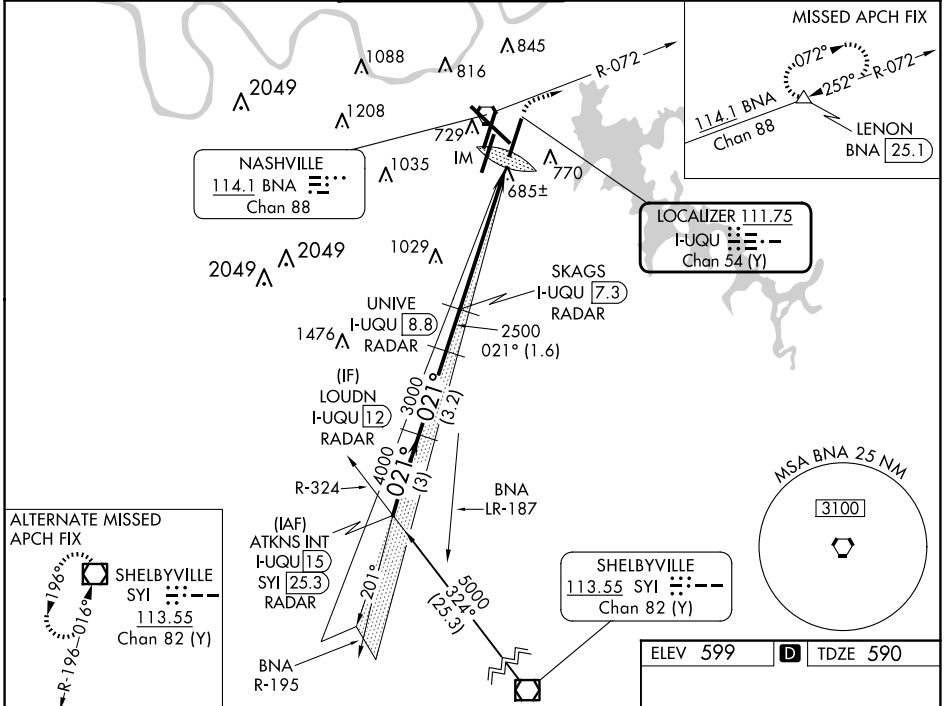 MISSED APCH FIX
072°
252°
R-072
114.1 BNA
Chan 88
LENON
BNA 25.1
845
1088
816
R-072
2049
1208
729
IM
NASHVILLE
114.1 BNA
Chan 88
1035
770
685±
LOCALIZER 111.75
I-UQU
Chan 54 (Y)
2049
2049
1029
SKAGS
I-UQU 7.3
RADAR
UNIVE
I-UQU 8.8
RADAR
1476
2500
021° (1.6)
(IF)
LOUDN
I-UQU 12
RADAR
3000
021°
(3.2)
4000
021°
(3)
R-324
BNA
LR-187
MSA BNA 25 NM
3100
(IAF)
ATKNS INT
I-UQU 15
SYI 25.3
RADAR
201°
BNA
R-195
5000
324°
(25.3)
SHELBYVILLE
113.55 SYI
Chan 82 (Y)
ALTERNATE MISSED
APCH FIX
196°
R-196
016°
SHELBYVILLE
SYI
113.55
Chan 82 (Y)
ELEV 599
D
TDZE 590